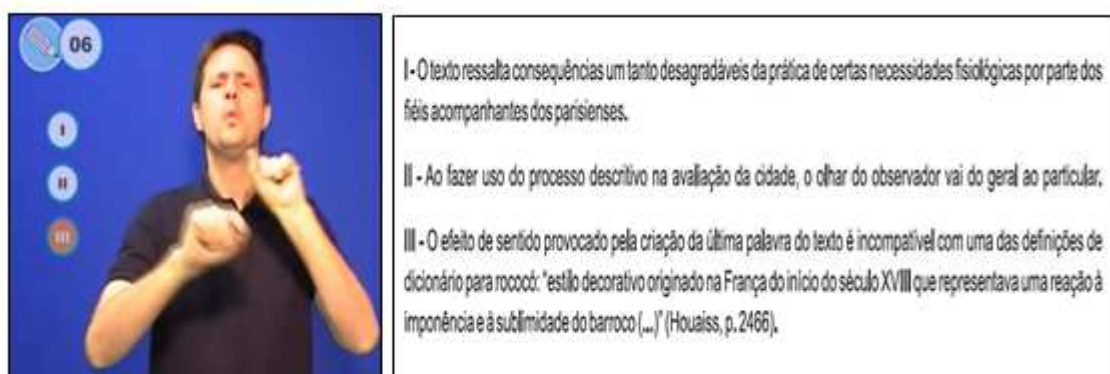 06
I
II
III
I - O texto ressalta consequências um tanto desagradáveis da prática de certas necessidades fisiológicas por parte dos
fiéis acompanhantes dos parisienses.
II - Ao fazer uso do processo descritivo na avaliação da cidade, o olhar do observador vai do geral ao particular.
III - O efeito de sentido provocado pela criação da última palavra do texto é incompatível com uma das definições de
dicionário para rococó: "estilo decorativo originado na França do início do século XVIII que representava uma reação à
imponência e à sublimidade do barroco (...)" (Houaiss, p. 2466).